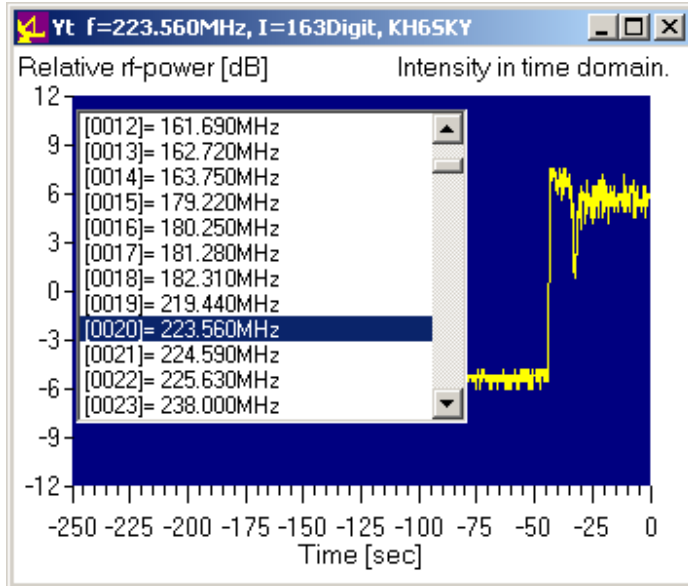 Yt f=223.560MHz, I=163Digit, KH6SKY
Relative rf-power [dB] Intensity in time domain.
12
[0012]= 161.690MHz
9
[0013]= 162.720MHz
[0014]= 163.750MHz
6
[0015]= 179.220MHz
[0016]= 180.250MHz
3
[0017]= 181.280MHz
[0018]= 182.310MHz
0
[0019]= 219.440MHz
[0020]= 223.560MHz
-3
[0021]= 224.590MHz
[0022]= 225.630MHz
-6
[0023]= 238.000MHz
-9
-12
-250 -225 -200 -175 -150 -125 -100 -75 -50 -25 0
Time [sec]